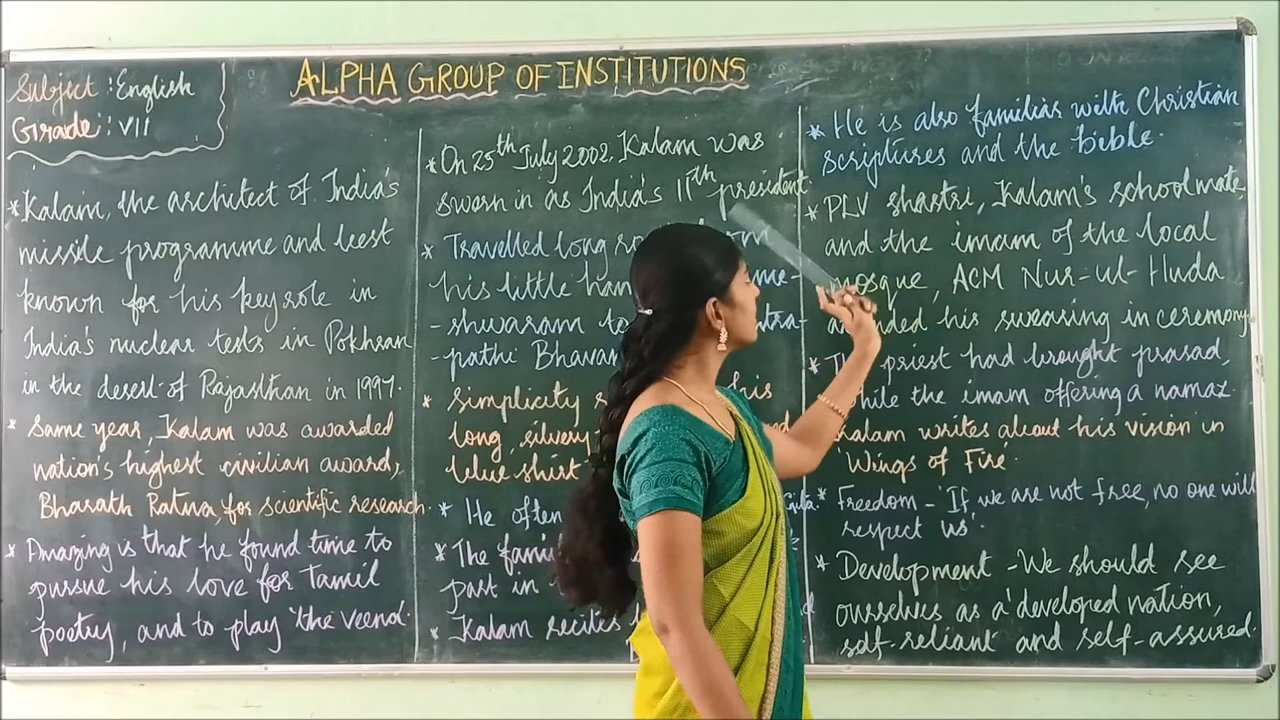 Subject : English
Grade : VII
ALPHA GROUP OF INSTITUTIONS
* Kalam, the architect of India's
missile programme and best
known for his key role in
India's nuclear tests in Pokhran
in the desert of Rajasthan in 1997.
* Same year, Kalam was awarded
nation's highest civilian award,
Bharath Ratna, for scientific research.
* Amazing is that he found time to
pursue his love for Tamil
poetry, and to play 'the veena'.
* On 25th July 2002, Kalam was
sworn in as India's 11th president.
* Travelled long
his little me-
-shwaram to tra-
-pathi Bhavan
* Simplicity his
long, silvery
blue shirt
* He often Gita.
* The
part in
* Kalam recites
* He is also familiar with Christian
scriptures and the bible.
* PLV shastri, Kalam's schoolmate,
and the imam of the local
mosque, ACM Nur-ul-Huda
his swearing in ceremony.
* priest had brought prasad,
while the imam offering a namaz.
Kalam writes about his vision in
'Wings of Fire'
* Freedom - 'If we are not free, no one will
respect us'.
* Development - We should see
ourselves as a 'developed nation,
self-reliant' and self-assured.